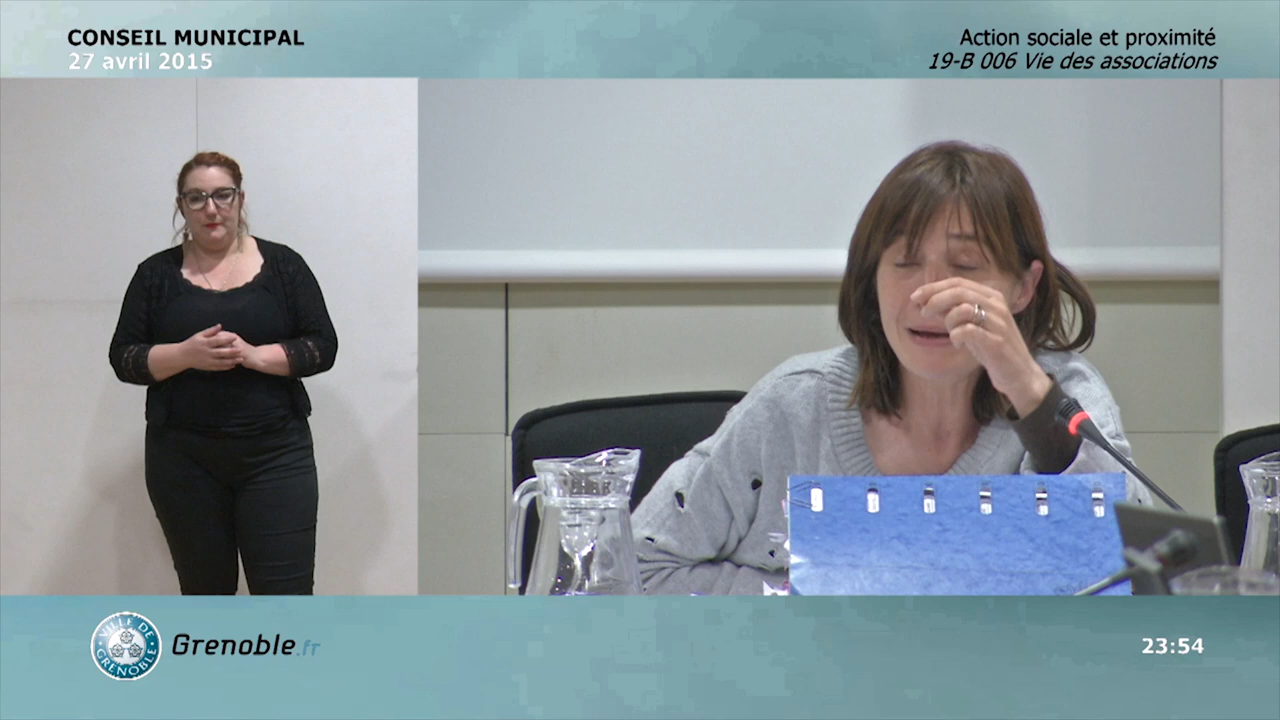 CONSEIL MUNICIPAL
27 avril 2015
Action sociale et proximité
19-B 006 Vie des associations
VILLE DE
GRENOBLE
Grenoble.fr
23:54